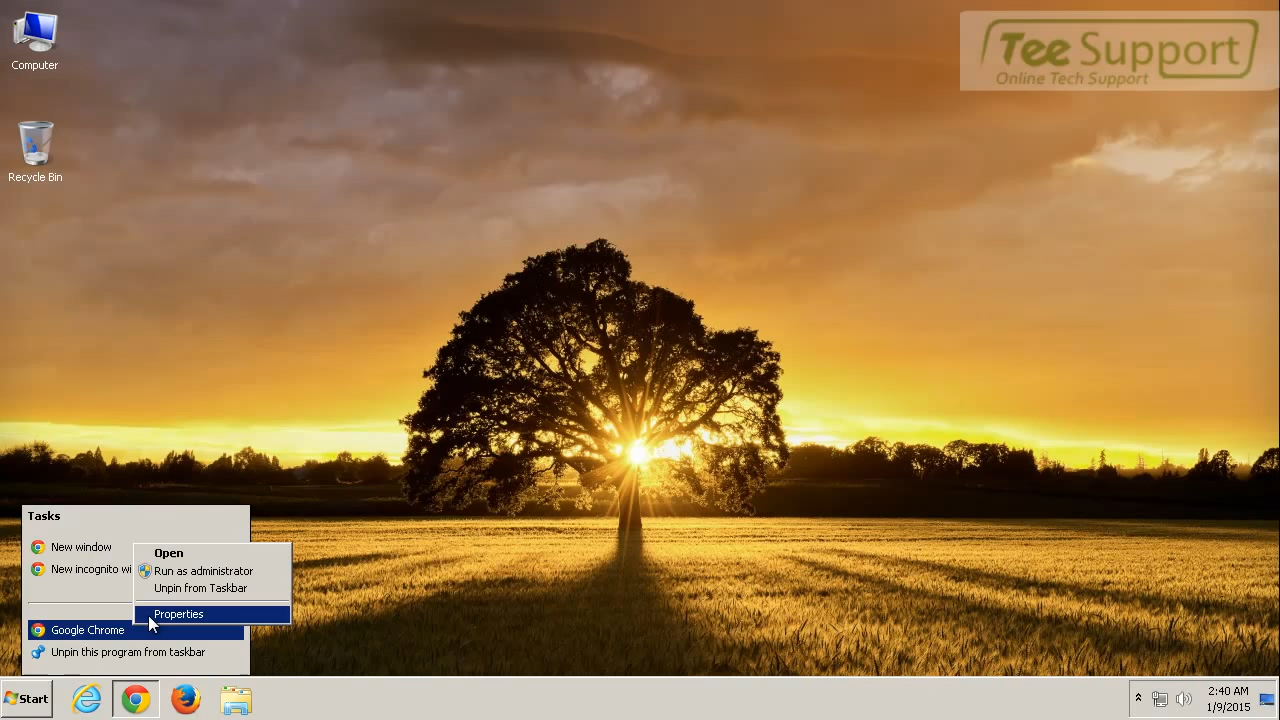 Computer
Recycle Bin
Tee Support
Online Tech Support
Tasks
New window
New incognito wi
Google Chrome
Unpin this program from taskbar
Open
Run as administrator
Unpin from Taskbar
Properties
Start
2:40 AM
1/9/2015